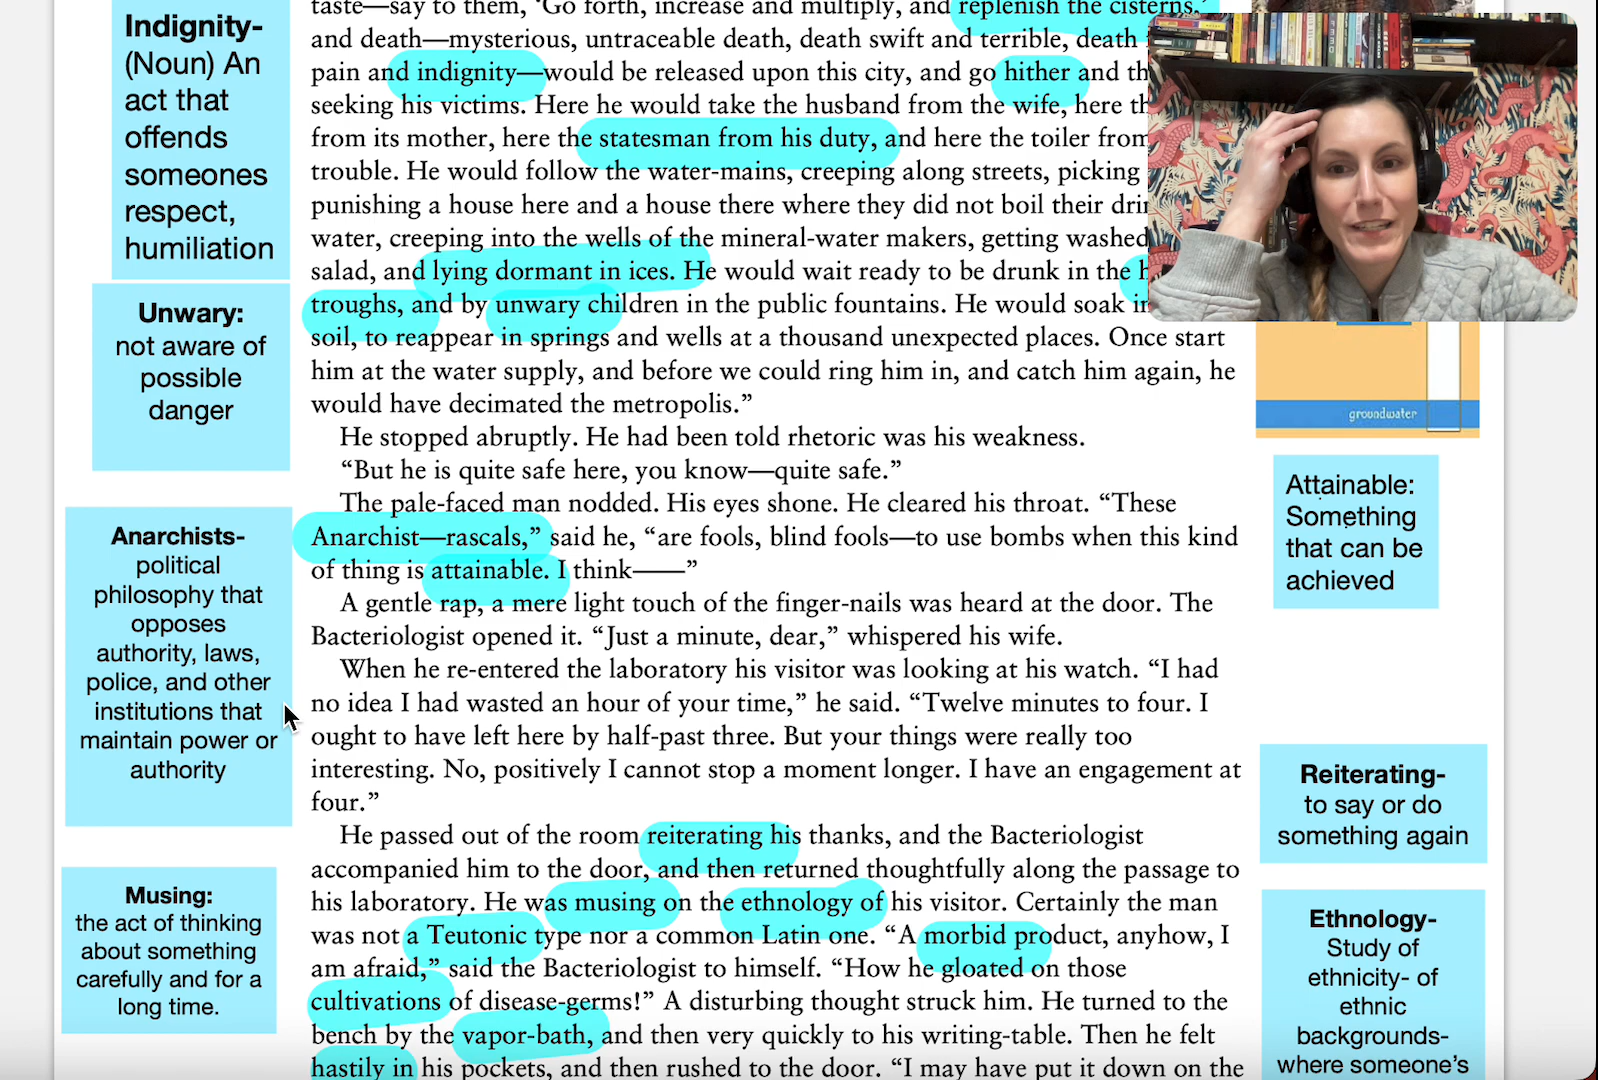 Indignity-
(Noun) An
act that
offends
someones
respect,
humiliation
Unwary:
not aware of
possible
danger
Anarchists-
political
philosophy that
opposes
authority, laws,
police, and other
institutions that
maintain power or
authority
Musing:
the act of thinking
about something
carefully and for a
long time.
taste—say to them, ‘Go forth, increase and multiply, and replenish the cisterns,’
and death—mysterious, untraceable death, death swift and terrible, death
pain and indignity—would be released upon this city, and go hither and
seeking his victims. Here he would take the husband from the wife, here
from its mother, here the statesman from his duty, and here the toiler from
trouble. He would follow the water-mains, creeping along streets, picking
punishing a house here and a house there where they did not boil their
water, creeping into the wells of the mineral-water makers, getting washed
salad, and lying dormant in ices. He would wait ready to be drunk in the
troughs, and by unwary children in the public fountains. He would soak
soil, to reappear in springs and wells at a thousand unexpected places. Once start
him at the water supply, and before we could ring him in, and catch him again, he
would have decimated the metropolis.”
He stopped abruptly. He had been told rhetoric was his weakness.
“But he is quite safe here, you know—quite safe.”
The pale-faced man nodded. His eyes shone. He cleared his throat. “These
Anarchist—rascals,” said he, “are fools, blind fools—to use bombs when this kind
of thing is attainable. I think——”
A gentle rap, a mere light touch of the finger-nails was heard at the door. The
Bacteriologist opened it. “Just a minute, dear,” whispered his wife.
When he re-entered the laboratory his visitor was looking at his watch. “I had
no idea I had wasted an hour of your time,” he said. “Twelve minutes to four. I
ought to have left here by half-past three. But your things were really too
interesting. No, positively I cannot stop a moment longer. I have an engagement at
four.”
He passed out of the room reiterating his thanks, and the Bacteriologist
accompanied him to the door, and then returned thoughtfully along the passage to
his laboratory. He was musing on the ethnology of his visitor. Certainly the man
was not a Teutonic type nor a common Latin one. “A morbid product, anyhow, I
am afraid,” said the Bacteriologist to himself. “How he gloated on those
cultivations of disease-germs!” A disturbing thought struck him. He turned to the
bench by the vapor-bath, and then very quickly to his writing-table. Then he felt
hastily in his pockets, and then rushed to the door. “I may have put it down on the
groundwater
Attainable:
Something
that can be
achieved
Reiterating-
to say or do
something again
Ethnology-
Study of
ethnicity- of
ethnic
backgrounds-
where someone’s